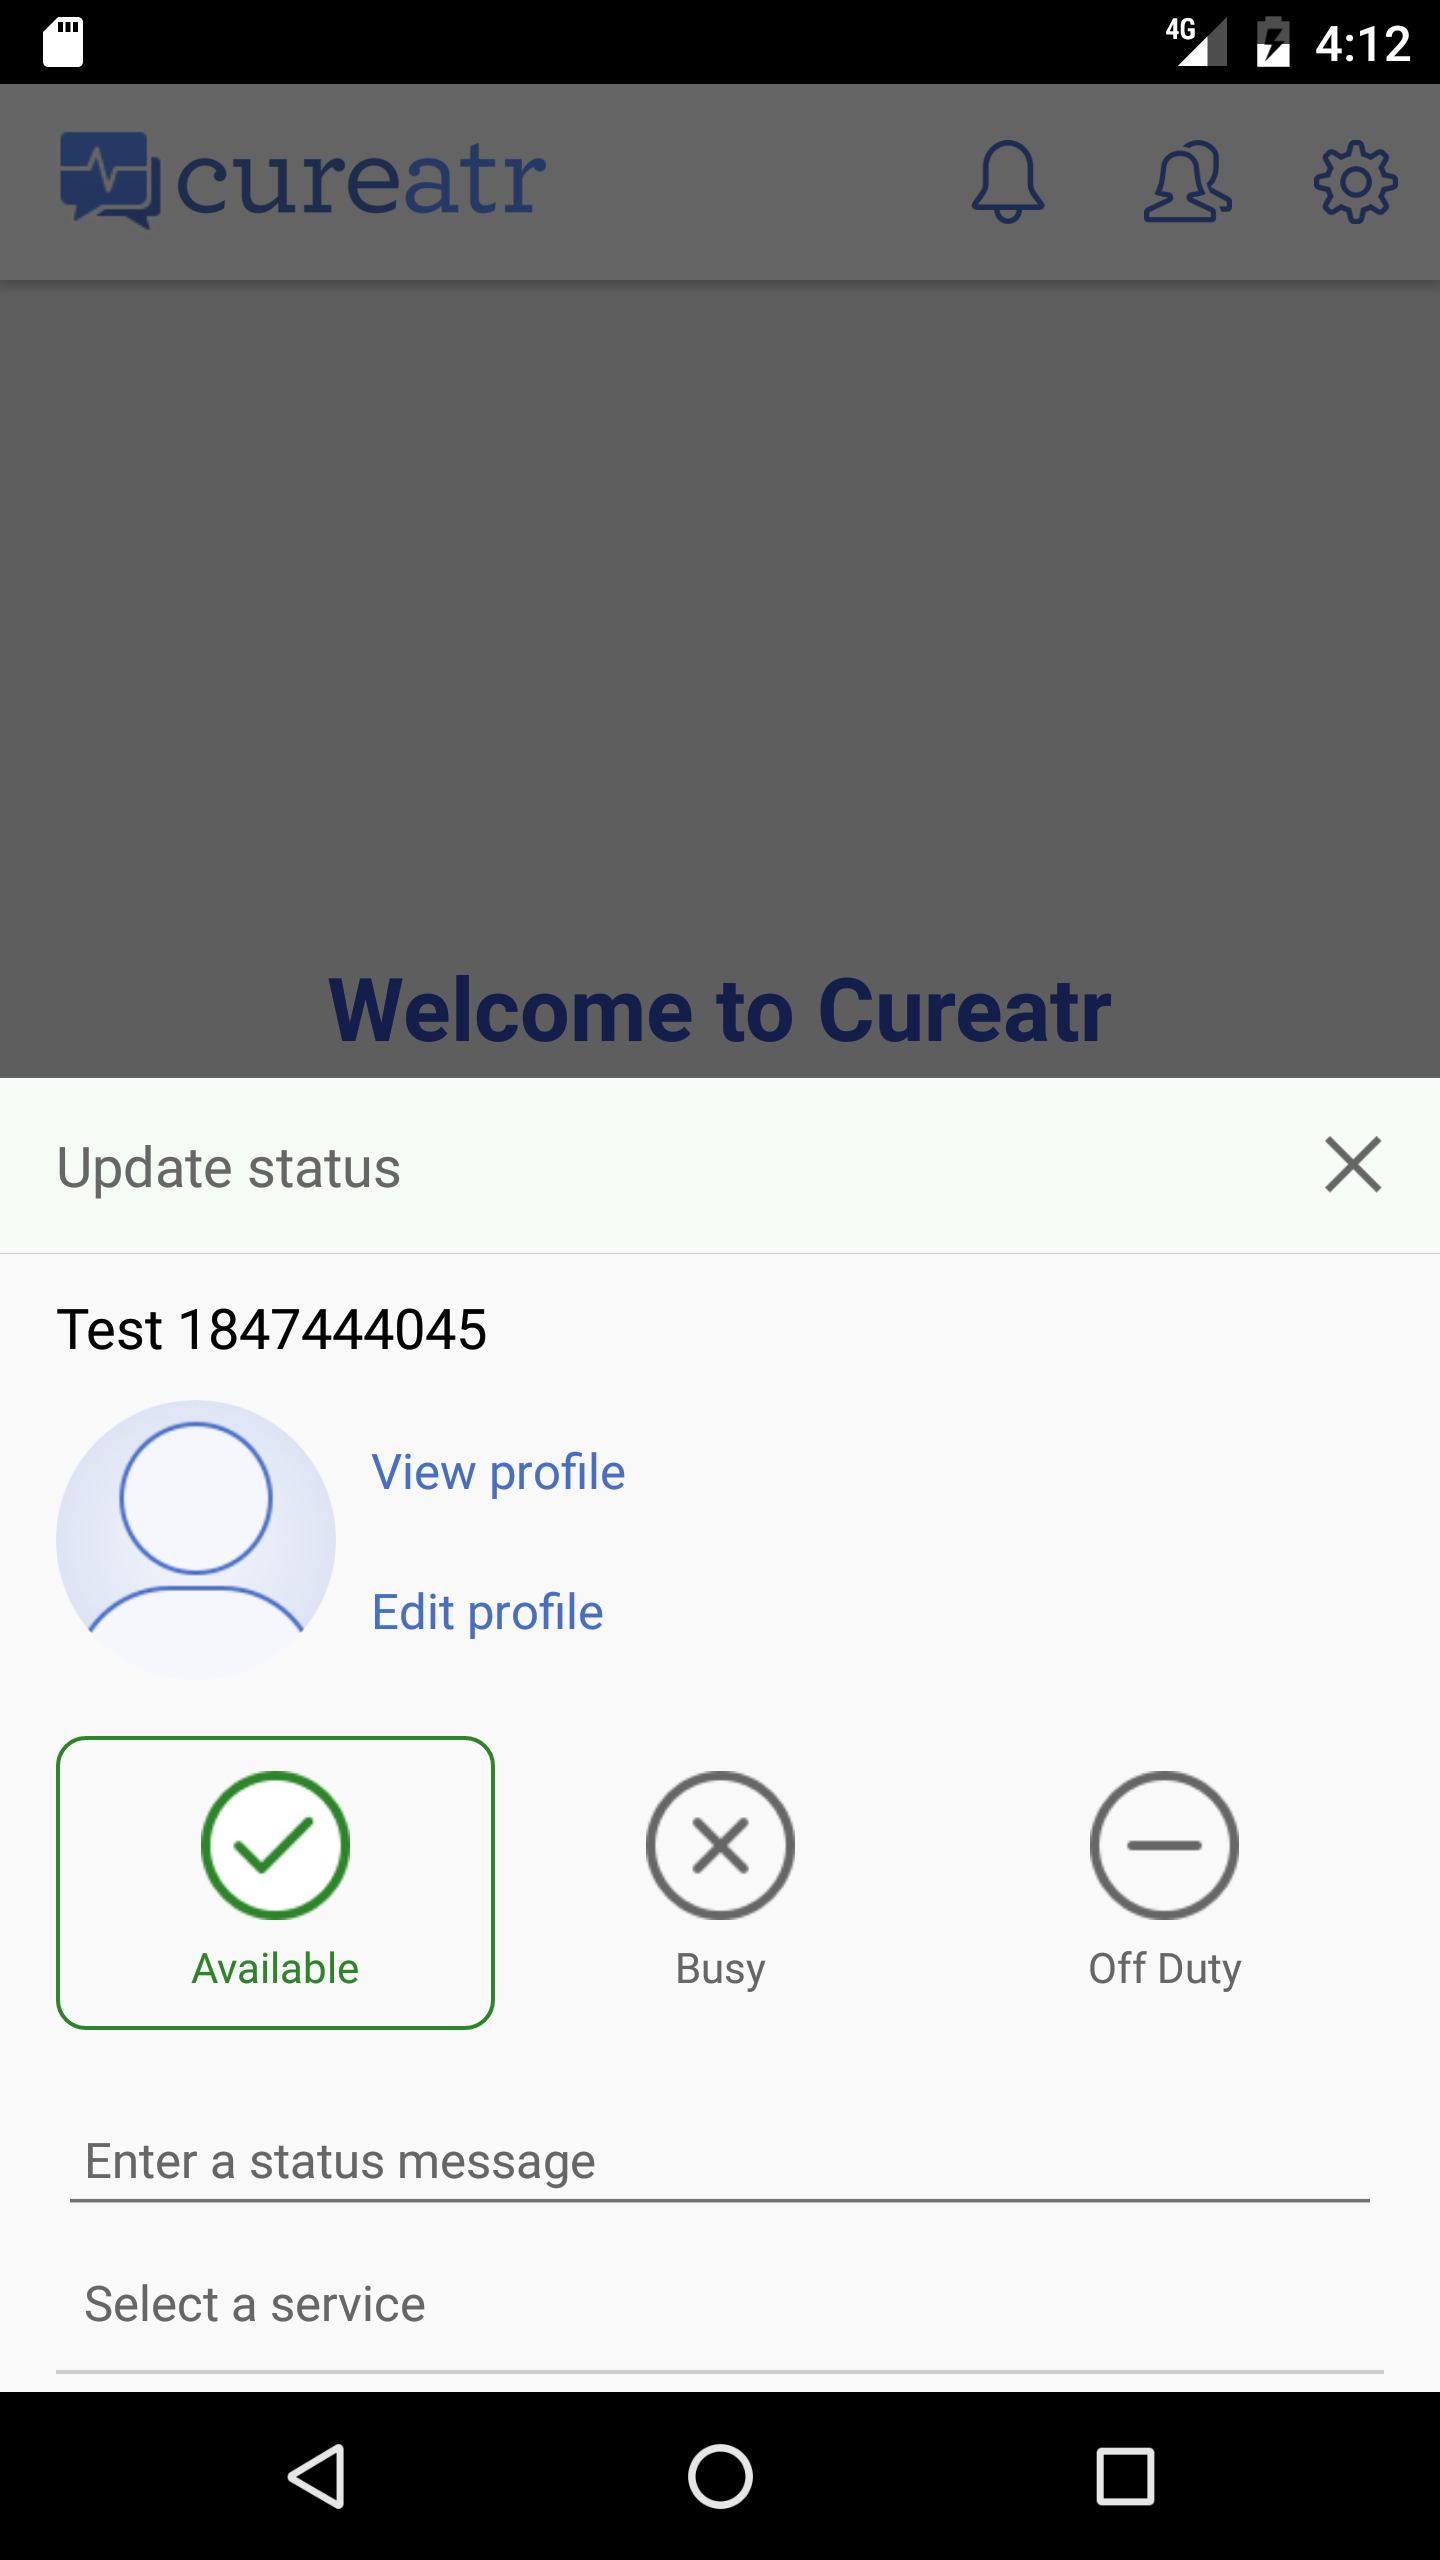 4G 4:12
cureatr
Welcome to Cureatr
Update status
Test 1847444045
View profile
Edit profile
Available Busy Off Duty
Enter a status message
Select a service